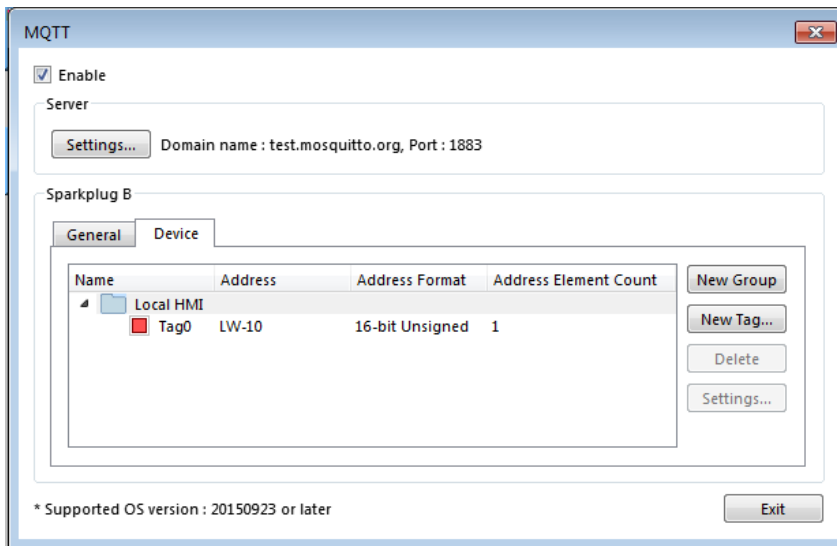 MQTT
Enable
Server
Settings... Domain name : test.mosquitto.org, Port : 1883
Sparkplug B
General Device
Name Address Address Format Address Element Count New Group
Local HMI
Tag0 LW-10 16-bit Unsigned 1 New Tag...
Delete
Settings...
* Supported OS version : 20150923 or later Exit